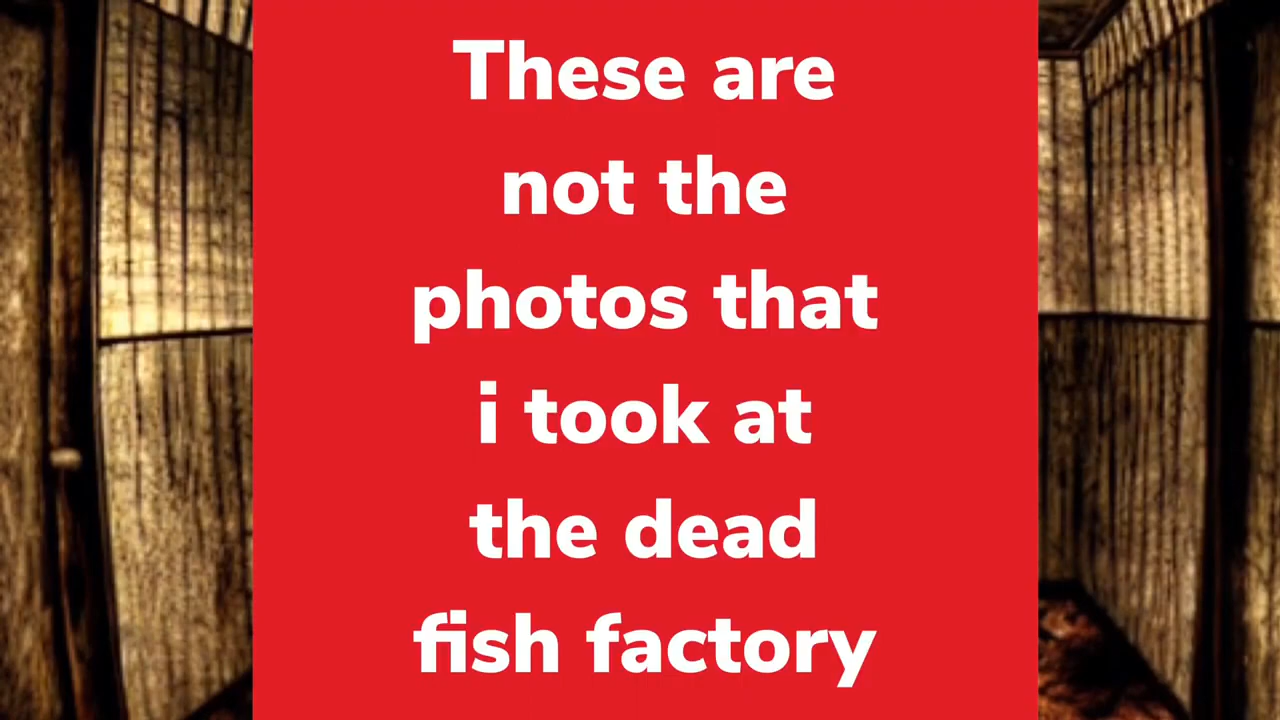 These are
not the
photos that
i took at
the dead
fish factory